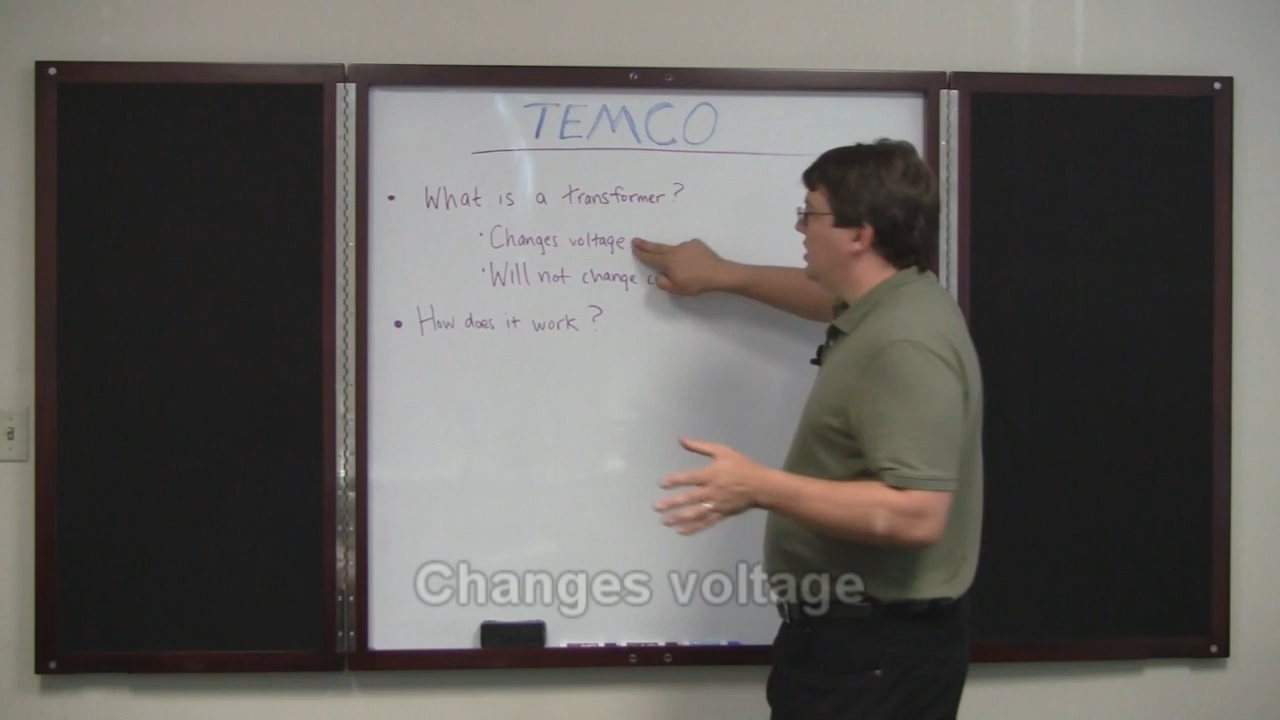 TEMCO
• What is a transformer?
• Changes voltage
• Will not change
• How does it work?
Changes voltage